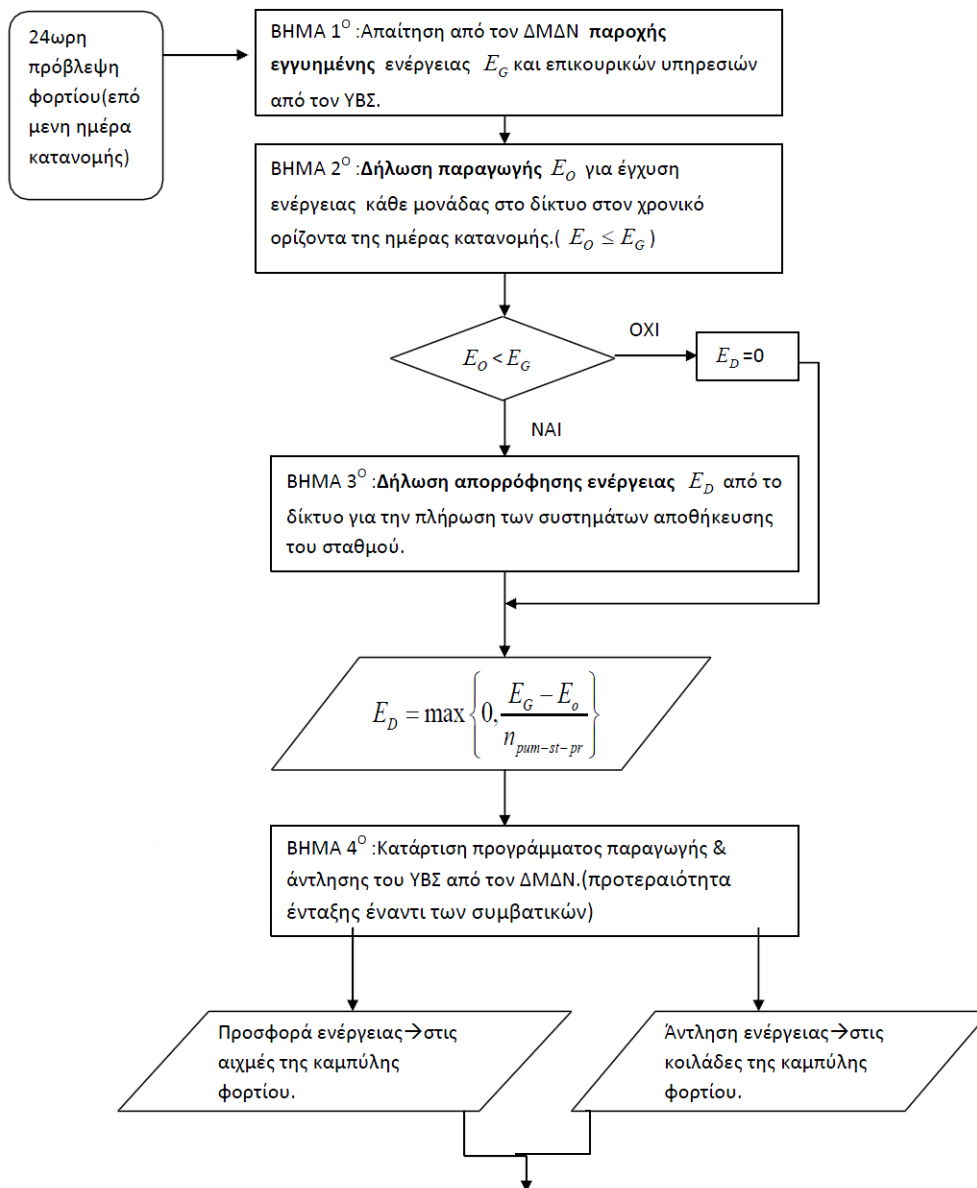 24ωρη
πρόβλεψη
φορτίου(επό
μενη ημέρα
κατανομής)
ΒΗΜΑ 1Ο :Απαίτηση από τον ΔΜΔΝ παροχής
εγγυημένης ενέργειας E_G και επικουρικών υπηρεσιών
από τον ΥΒΣ.
ΒΗΜΑ 2Ο :Δήλωση παραγωγής E_O για έγχυση
ενέργειας κάθε μονάδας στο δίκτυο στον χρονικό
ορίζοντα της ημέρας κατανομής.( E_O ≤ E_G )
E_O < E_G
ΟΧΙ
E_D =0
ΝΑΙ
ΒΗΜΑ 3Ο :Δήλωση απορρόφησης ενέργειας E_D από το
δίκτυο για την πλήρωση των συστημάτων αποθήκευσης
του σταθμού.
E_D = max{0, (E_G − E_o) / n_{pum−st−pr}}
ΒΗΜΑ 4Ο :Κατάρτιση προγράμματος παραγωγής &
άντλησης του ΥΒΣ από τον ΔΜΔΝ.(προτεραιότητα
ένταξης έναντι των συμβατικών)
Προσφορά ενέργειας→στις
αιχμές της καμπύλης
φορτίου.
Άντληση ενέργειας→στις
κοιλάδες της καμπύλης
φορτίου.